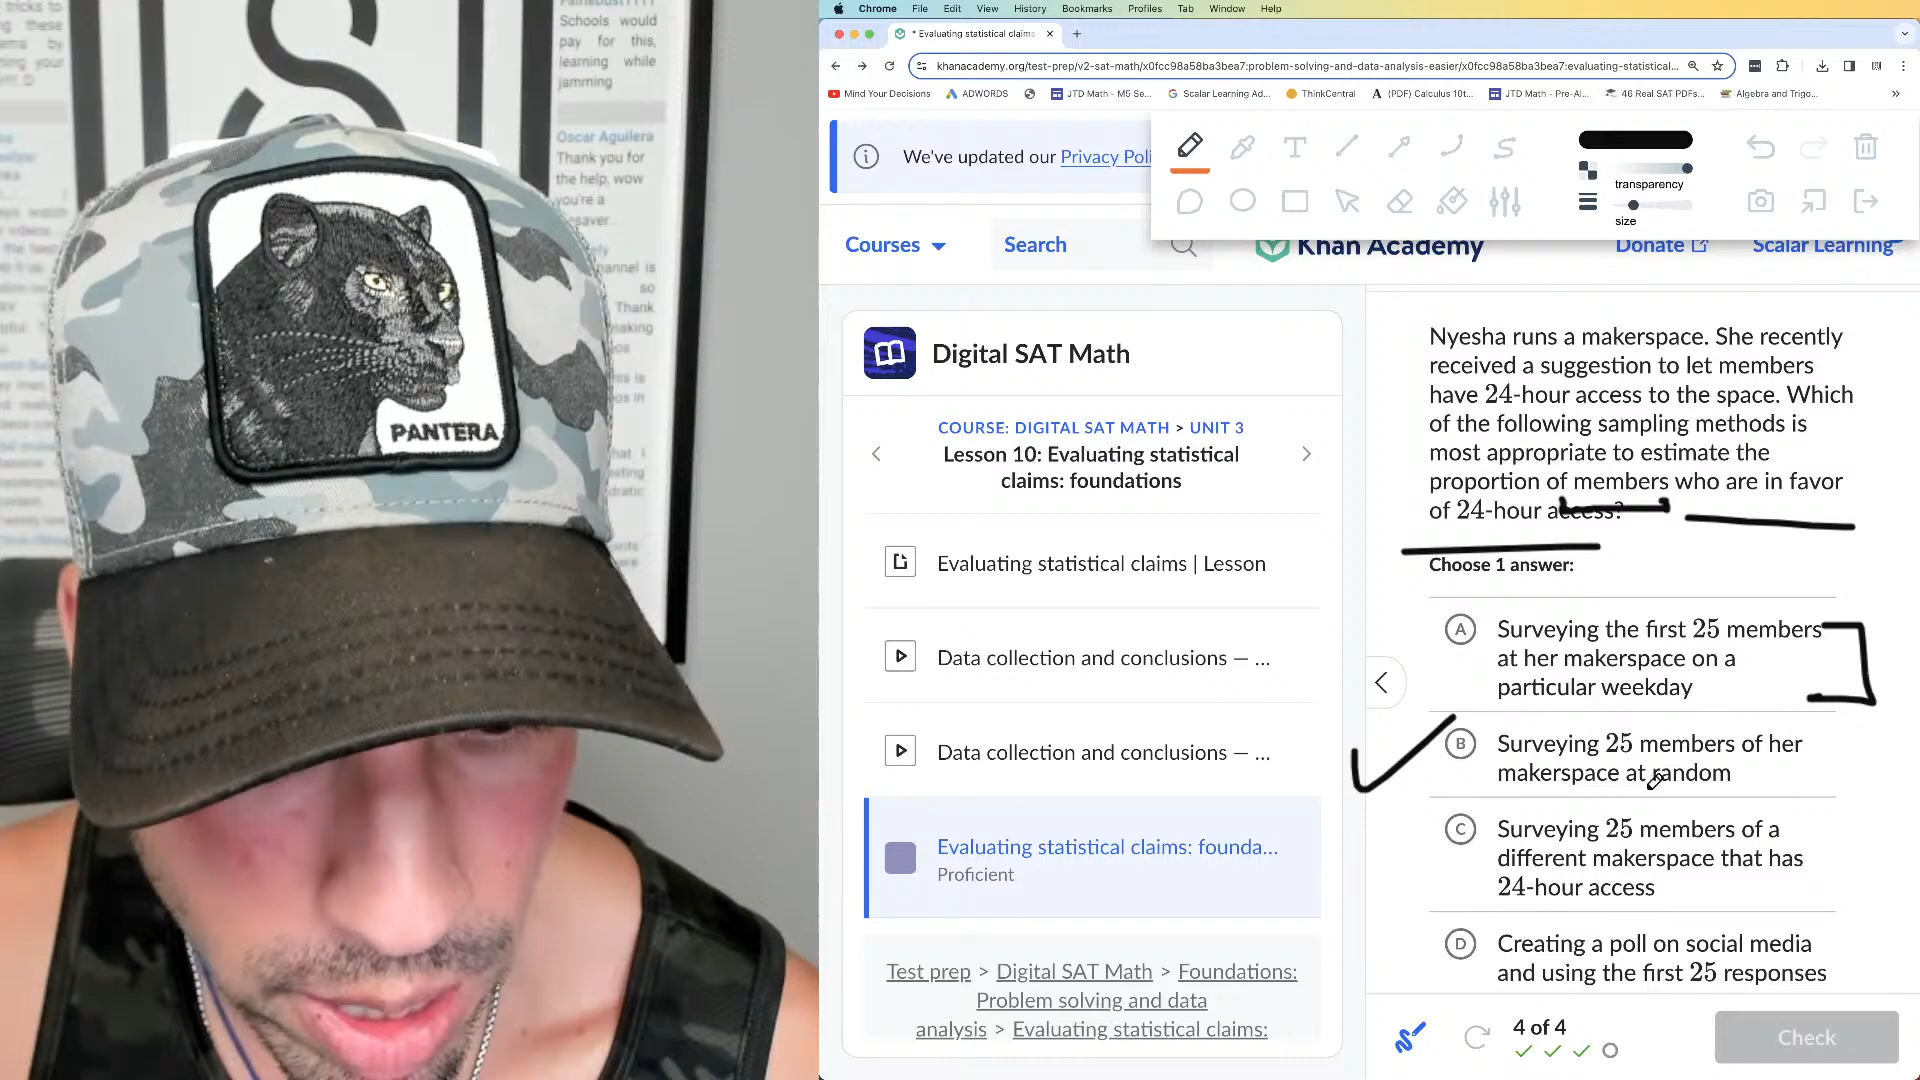 tricks to
these
by
Schools would
pay for this,
learning while
jamming
Oscar Aguilera
Thank you for
the help, wow
you're a
PANTERA
Chrome File Edit View History Bookmarks Profiles Tab Window Help
* Evaluating statistical claims
khanacademy.org/test-prep/v2-sat-math/x0fcc98a58ba3bea7:problem-solving-and-data-analysis-easier/x0fcc98a58ba3bea7:evaluating-statistical...
Mind Your Decisions
ADWORDS
JTD Math - M5 Se...
Scalar Learning Ad...
ThinkCentral
(PDF) Calculus 10t...
JTD Math - Pre-Al...
46 Real SAT PDFs...
Algebra and Trigo...
»
We've updated our Privacy Poli
transparency
size
Courses
Search
Khan Academy
Donate
Scalar Learning
Digital SAT Math
COURSE: DIGITAL SAT MATH > UNIT 3
Lesson 10: Evaluating statistical
claims: foundations
Evaluating statistical claims | Lesson
Data collection and conclusions — ...
Data collection and conclusions — ...
Evaluating statistical claims: founda...
Proficient
Test prep > Digital SAT Math > Foundations:
Problem solving and data
analysis > Evaluating statistical claims:
Nyesha runs a makerspace. She recently
received a suggestion to let members
have 24-hour access to the space. Which
of the following sampling methods is
most appropriate to estimate the
proportion of members who are in favor
of 24-hour access?
Choose 1 answer:
A Surveying the first 25 members
at her makerspace on a
particular weekday
B Surveying 25 members of her
makerspace at random
C Surveying 25 members of a
different makerspace that has
24-hour access
D Creating a poll on social media
and using the first 25 responses
4 of 4
Check